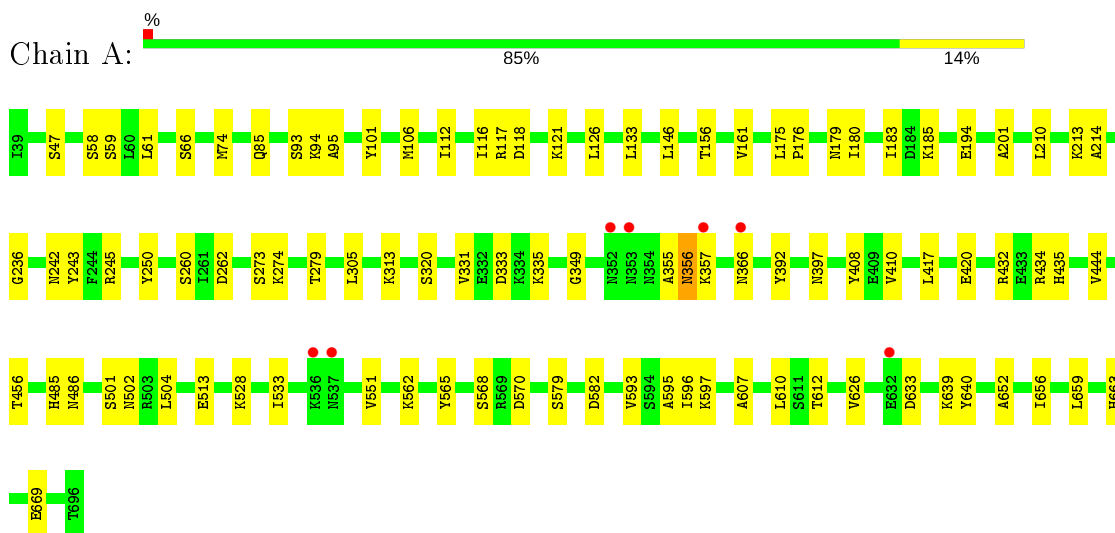 %
Chain A:
85% 14%
I39 S47 S58 S59 L60 L61 S66 M74 Q85 S93 K94 A95 Y101 M106 I112 I116 R117 D118 K121 L126 L133 L146 T156 V161 L175 P176 N179 I180 I183 D184 K185 E194 A201 L210 K213 A214
G236 N242 Y243 F244 R245 Y250 S260 I261 D262 S273 K274 T279 L305 K313 S320 V331 E332 D333 K334 K335 G349 N352 N353 N354 A355 N356 K357 N366 Y392 N397 Y408 E409 V410 L417 E420 R432 E433 R434 H435 V444
T456 H485 N486 S501 N502 R503 L504 E513 K528 I533 K536 N537 V551 K562 Y565 S568 R569 D570 S579 D582 V593 S594 A595 I596 K597 A607 L610 S611 T612 V626 E632 D633 K639 Y640 A652 I656 L659 H663
E669 T696